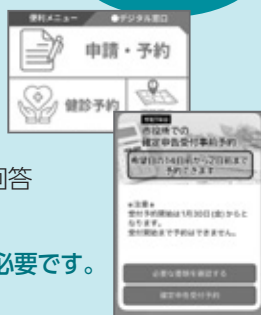 便利メニュー ●デジタル窓口
申請・予約
健診予約
市役所での
確定申告受付事前予約
希望日の14日前から2日前まで
予約できます
※注意※
受付予約開始は1月30日(金)からと
なります。
受付開始まで予約はできません。
必要な書類を確認する
確定申告受付予約
回答
必要です。